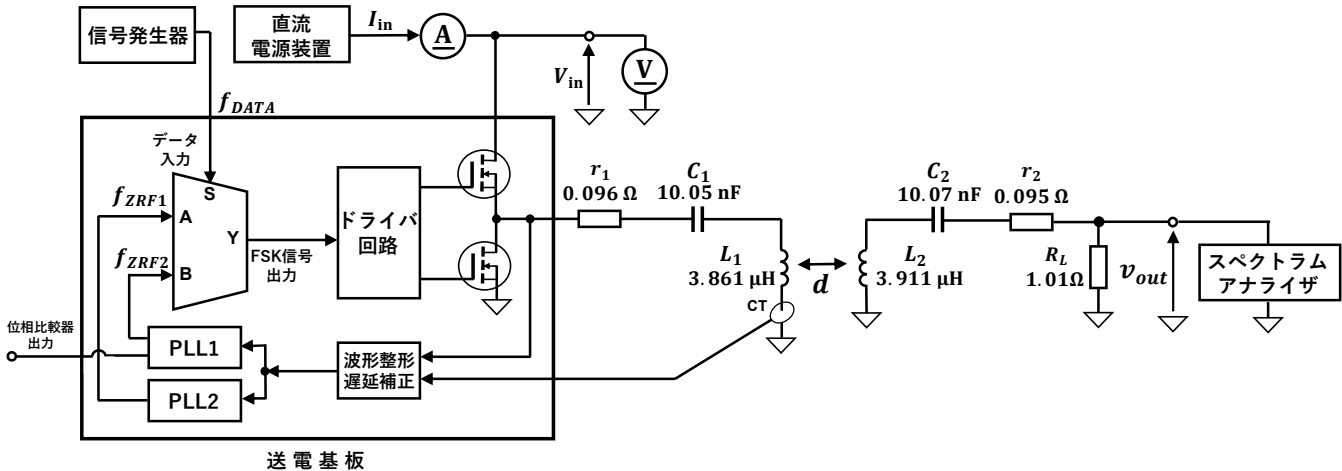 信号発生器
直流
電源装置
I_in
A
V_in
V
f_DATA
データ
入力
S
f_ZRF1
A
Y
f_ZRF2
B
FSK信号
出力
ドライバ
回路
r_1
0.096 Ω
C_1
10.05 nF
L_1
3.861 μH
d
CT
C_2
10.07 nF
r_2
0.095 Ω
L_2
3.911 μH
R_L
1.01Ω
v_out
スペクトラム
アナライザ
位相比較器
出力
PLL1
PLL2
波形整形
遅延補正
送電基板